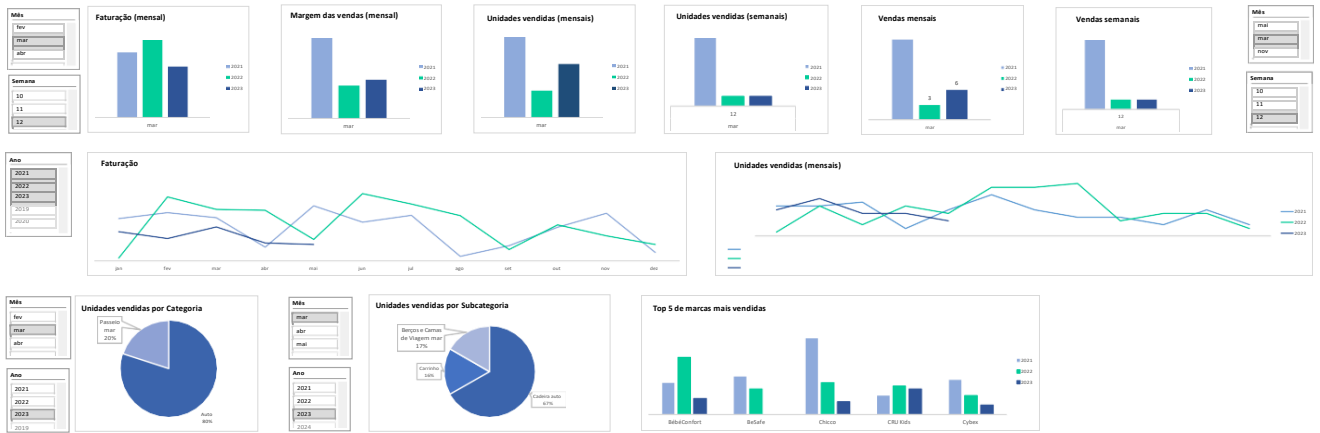 Mês
fev
mar
abr
Semana
10
11
12
Faturação (mensal)
2021
2022
2023
mar
Margem das vendas (mensal)
2021
2022
2023
mar
Unidades vendidas (mensais)
2021
2022
2023
mar
Unidades vendidas (semanais)
2021
2022
2023
12
mar
Vendas mensais
3
6
2021
2022
2023
mar
Vendas semanais
2021
2022
2023
12
mar
Mês
mai
mar
nov
Semana
10
11
12
Ano
2021
2022
2023
2019
2020
Faturação
jan
fev
mar
abr
mai
jun
jul
ago
set
out
nov
dez
Unidades vendidas (mensais)
2021
2022
2023
Mês
fev
mar
abr
Ano
2021
2022
2023
2019
Unidades vendidas por Categoria
Passeio
mar
20%
Auto
80%
Mês
mar
abr
mai
Ano
2021
2022
2023
2024
Unidades vendidas por Subcategoria
Berços e Camas
de Viagem mar
17%
Carrinho
16%
Cadeira auto
67%
Top 5 de marcas mais vendidas
2021
2022
2023
BébéConfort
BeSafe
Chicco
CRU Kids
Cybex